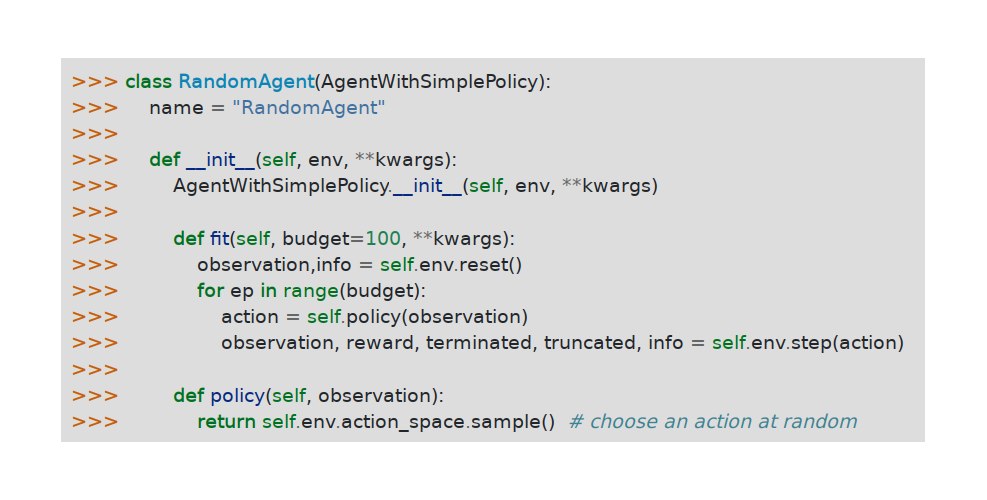 >>> class RandomAgent(AgentWithSimplePolicy):
>>>     name = "RandomAgent"
>>>
>>>     def __init__(self, env, **kwargs):
>>>         AgentWithSimplePolicy.__init__(self, env, **kwargs)
>>>
>>>         def fit(self, budget=100, **kwargs):
>>>             observation,info = self.env.reset()
>>>             for ep in range(budget):
>>>                 action = self.policy(observation)
>>>                 observation, reward, terminated, truncated, info = self.env.step(action)
>>>
>>>         def policy(self, observation):
>>>             return self.env.action_space.sample()  # choose an action at random